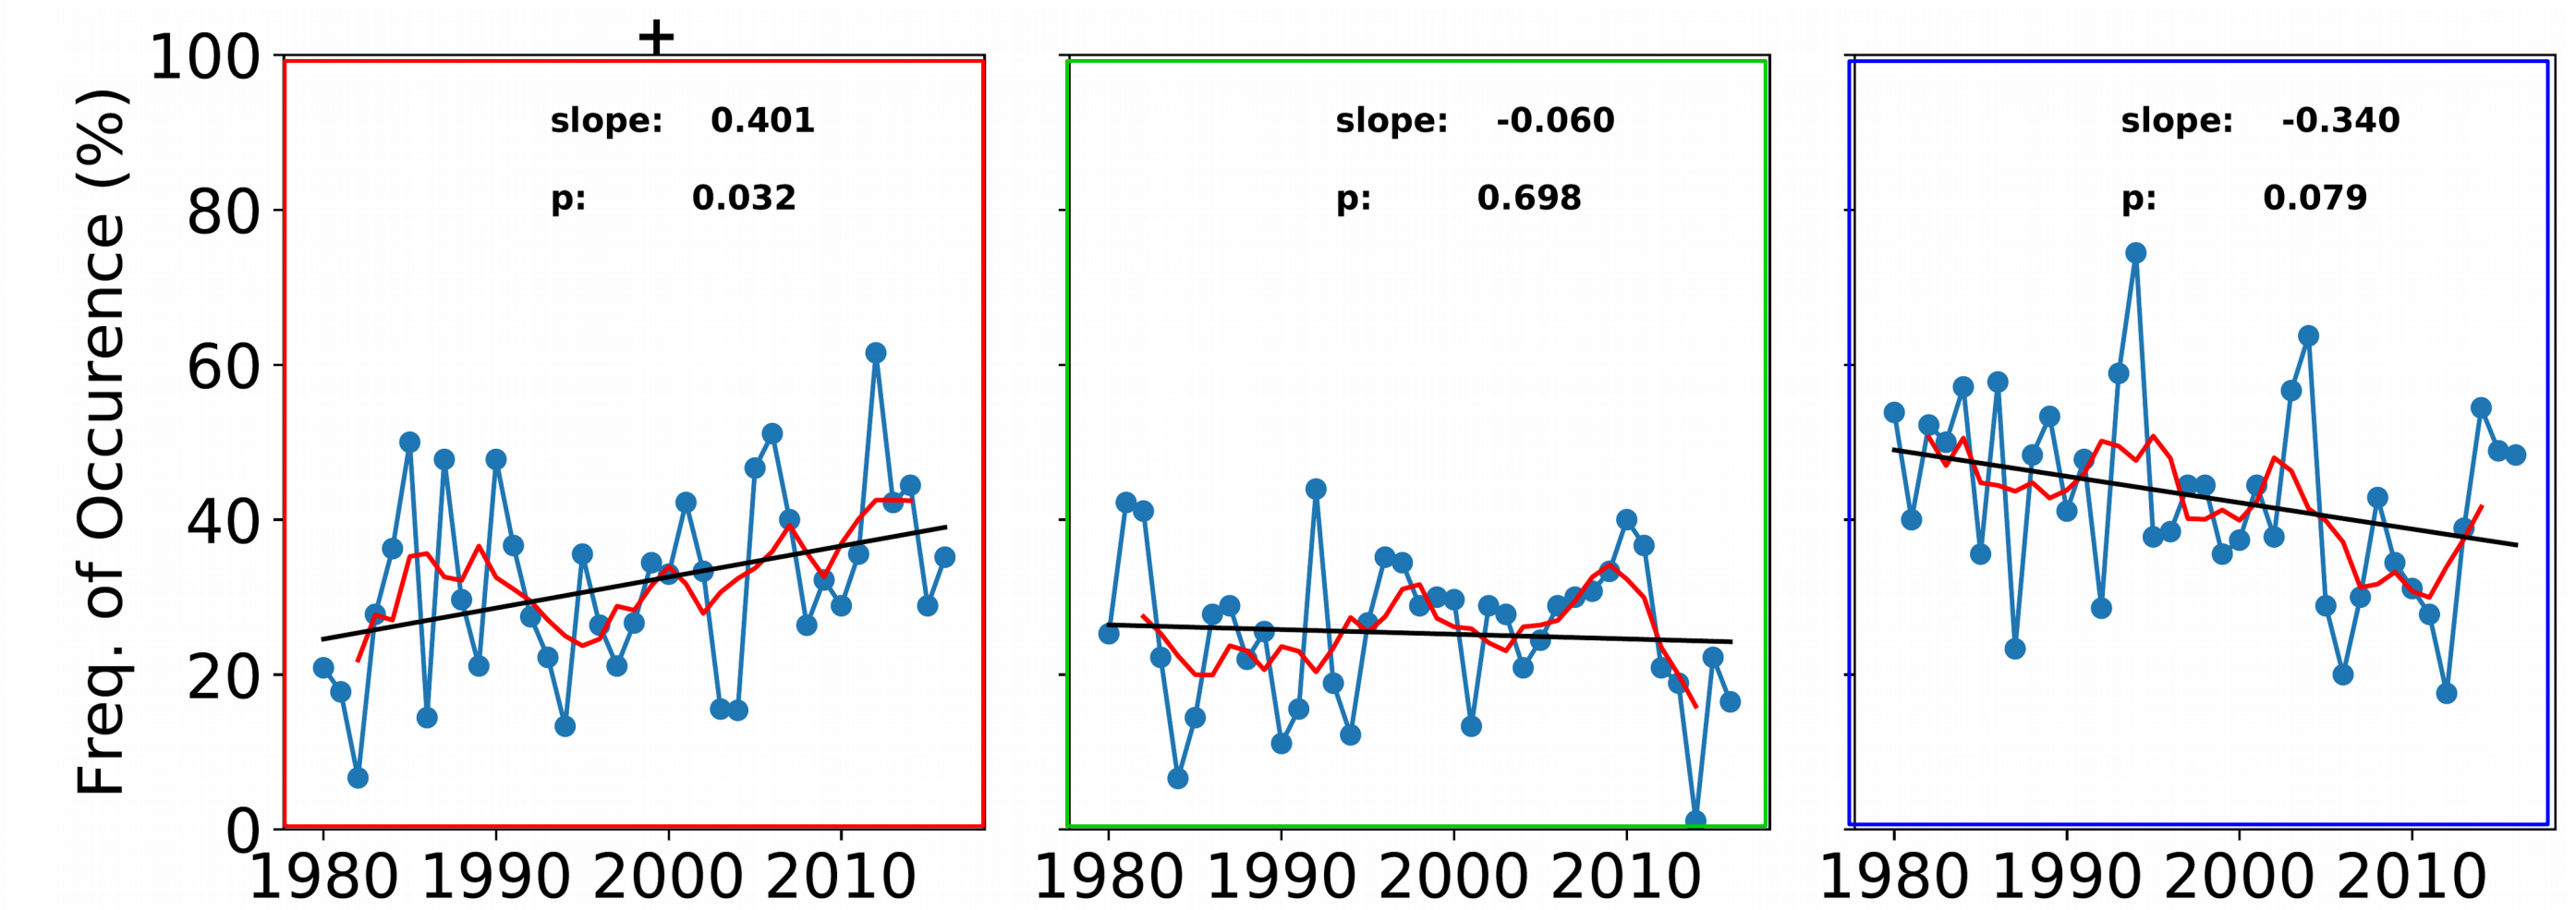 +
Freq. of Occurence (%)
100
80
60
40
20
0
slope: 0.401
p: 0.032
1980 1990 2000 2010
slope: -0.060
p: 0.698
1980 1990 2000 2010
slope: -0.340
p: 0.079
1980 1990 2000 2010